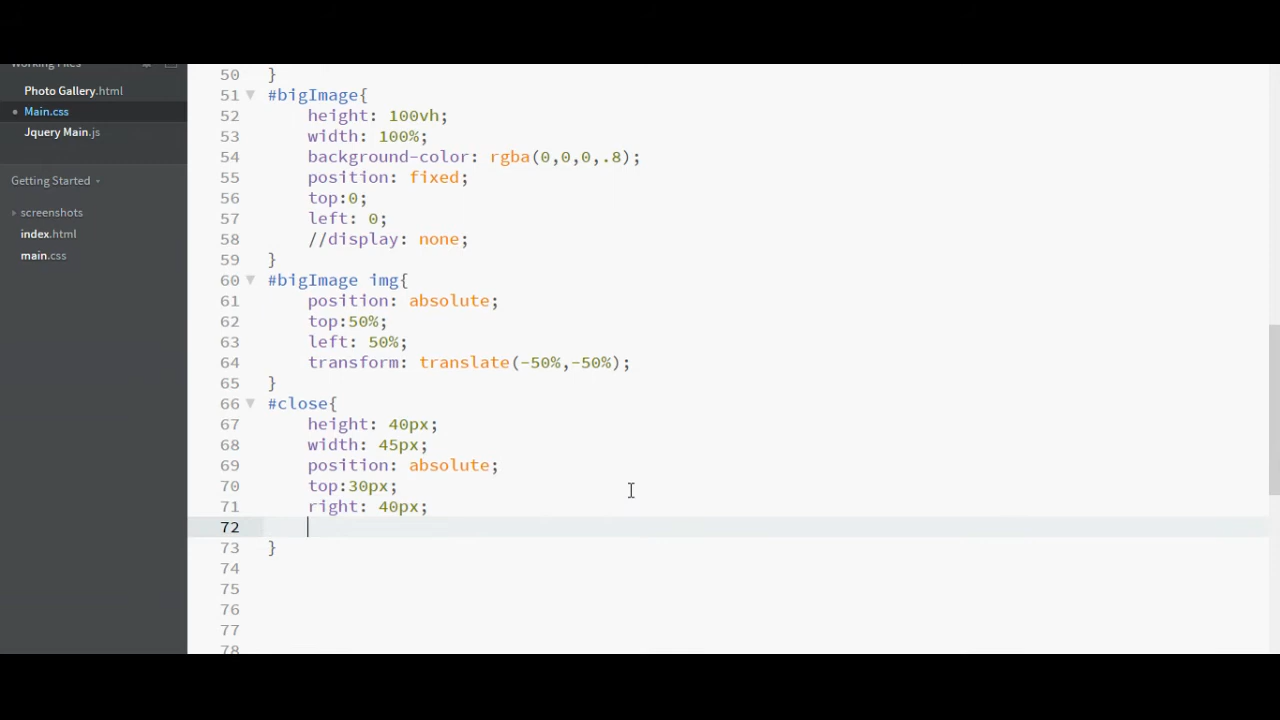 Working Files
Photo Gallery.html
Main.css
Jquery Main.js
Getting Started
screenshots
index.html
main.css
50 }
51 #bigImage{
52 height: 100vh;
53 width: 100%;
54 background-color: rgba(0,0,0,.8);
55 position: fixed;
56 top:0;
57 left: 0;
58 //display: none;
59 }
60 #bigImage img{
61 position: absolute;
62 top:50%;
63 left: 50%;
64 transform: translate(-50%,-50%);
65 }
66 #close{
67 height: 40px;
68 width: 45px;
69 position: absolute;
70 top:30px;
71 right: 40px;
72
73 }
74
75
76
77
78